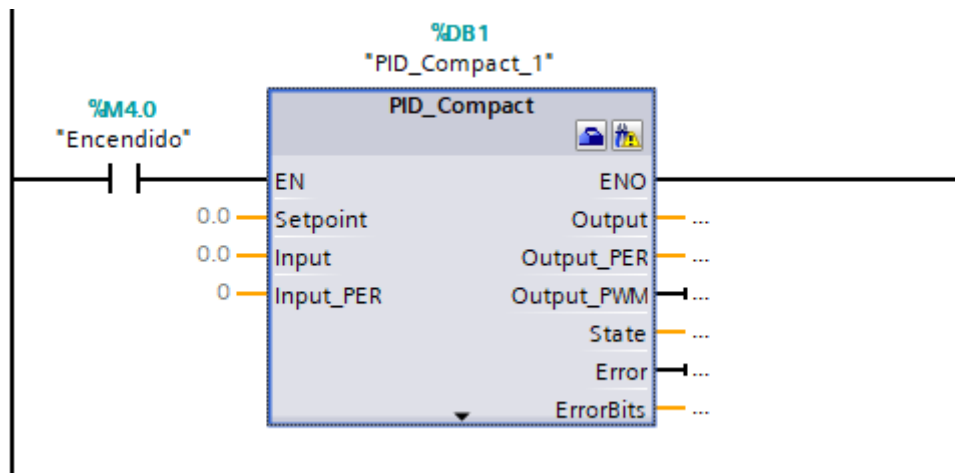 %DB1
"PID_Compact_1"
PID_Compact
%M4.0
"Encendido"
EN ENO
0.0 Setpoint Output ...
0.0 Input Output_PER ...
0 Input_PER Output_PWM ...
State ...
Error ...
ErrorBits ...